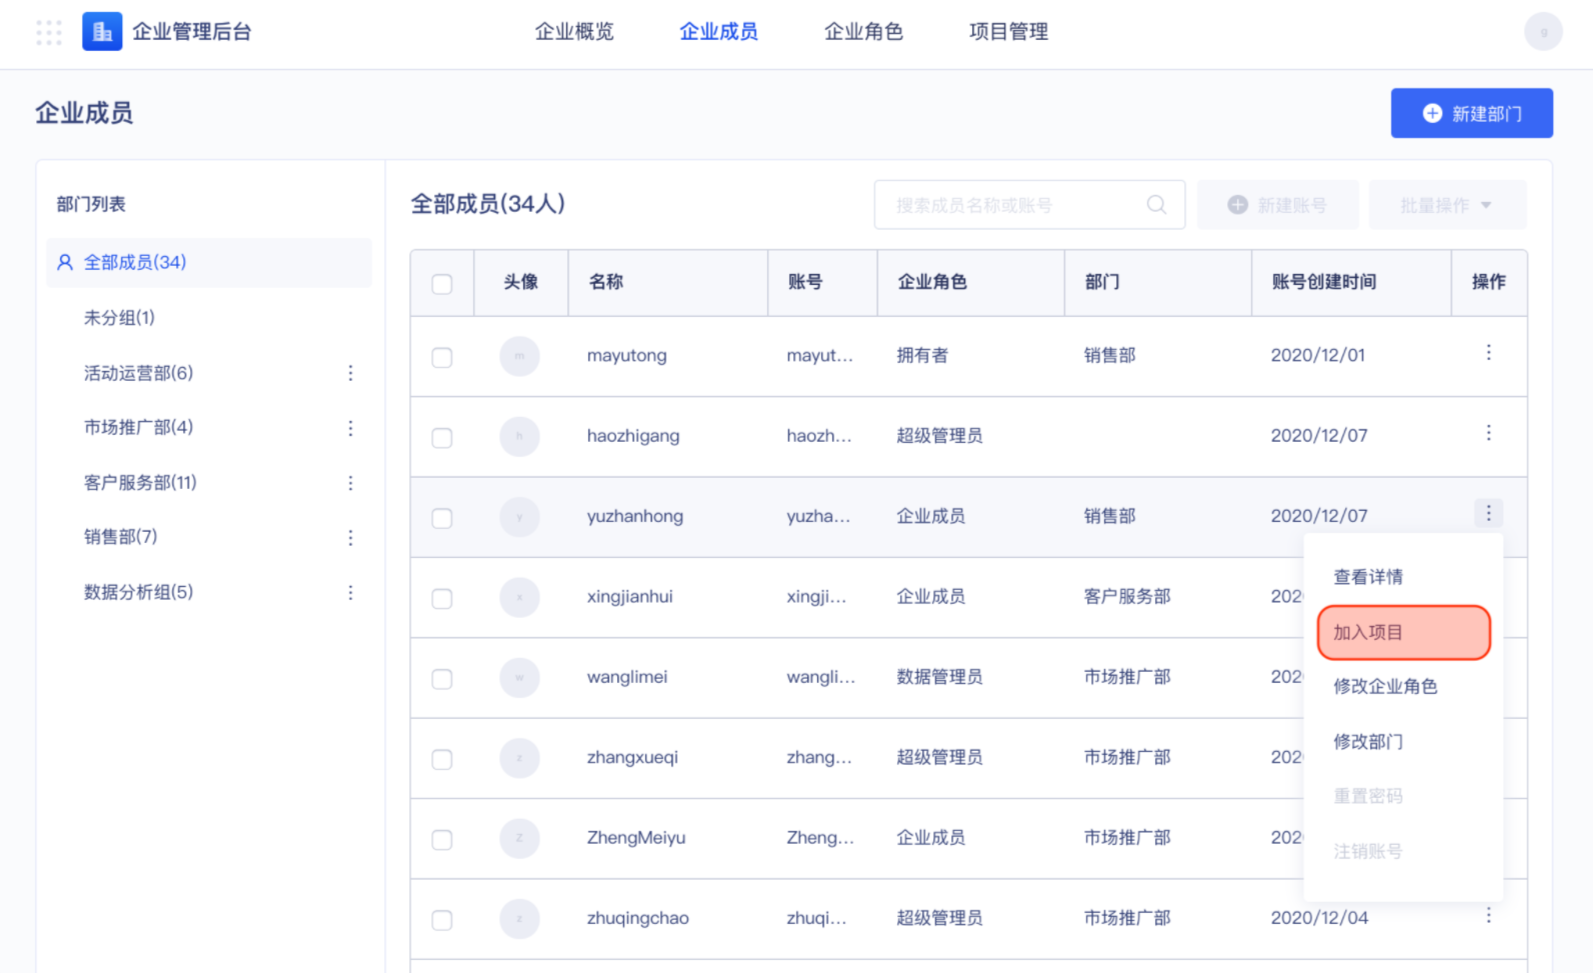 企业管理后台
企业概览 企业成员 企业角色 项目管理
g
企业成员
新建部门
部门列表
全部成员(34)
未分组(1)
活动运营部(6)
市场推广部(4)
客户服务部(11)
销售部(7)
数据分析组(5)
全部成员(34人)
搜索成员名称或账号
新建账号
批量操作
头像 名称 账号 企业角色 部门 账号创建时间 操作
m mayutong mayut... 拥有者 销售部 2020/12/01
h haozhigang haozh... 超级管理员 2020/12/07
y yuzhanhong yuzha... 企业成员 销售部 2020/12/07
x xingjianhui xingji... 企业成员 客户服务部 202
w wanglimei wangli... 数据管理员 市场推广部 202
z zhangxueqi zhang... 超级管理员 市场推广部 202
Z ZhengMeiyu Zheng... 企业成员 市场推广部 202
z zhuqingchao zhuqi... 超级管理员 市场推广部 2020/12/04
查看详情
加入项目
修改企业角色
修改部门
重置密码
注销账号